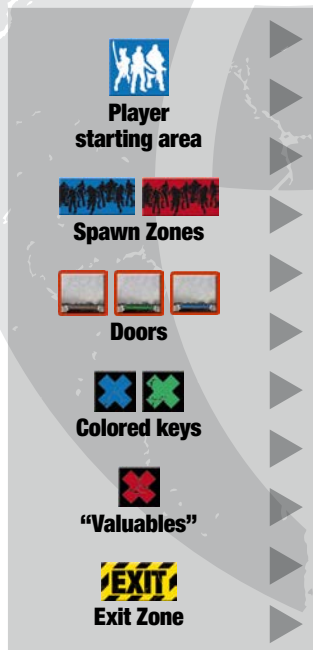 Player
starting area
Spawn Zones
Doors
Colored keys
“Valuables”
EXIT
Exit Zone